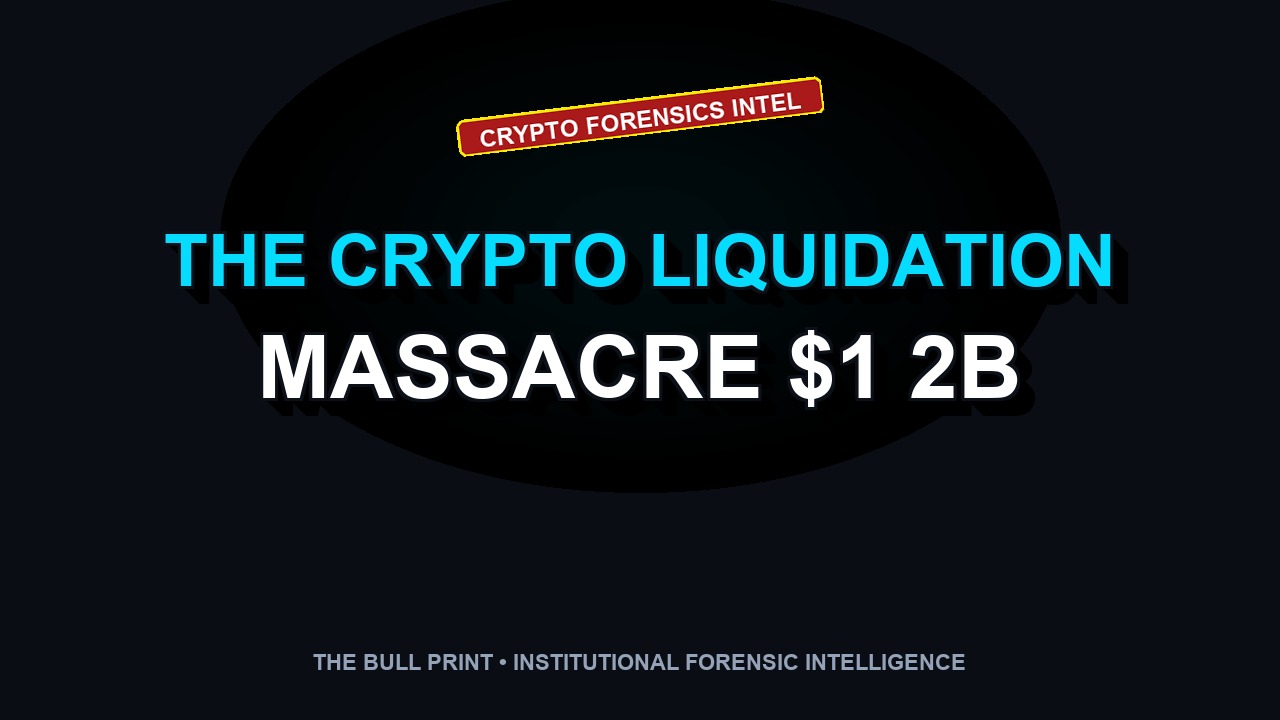 CRYPTO FORENSICS INTEL
THE CRYPTO LIQUIDATION
MASSACRE $1 2B
THE BULL PRINT • INSTITUTIONAL FORENSIC INTELLIGENCE